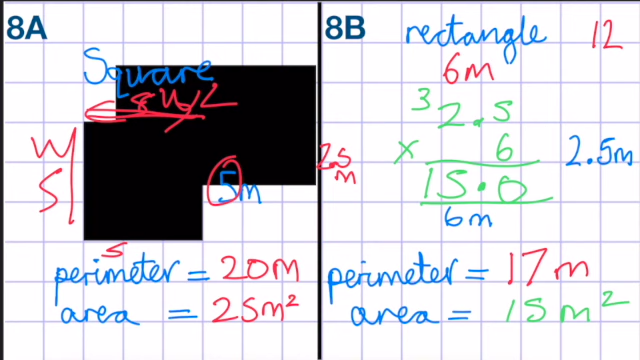 8A
Square
W
S
5m
S
perimeter = 20m
area = 25m²
2.5
m
8B
rectangle
12
6m
3
2.5
x 6
15.0
2.5m
6m
perimeter = 17m
area = 15m²